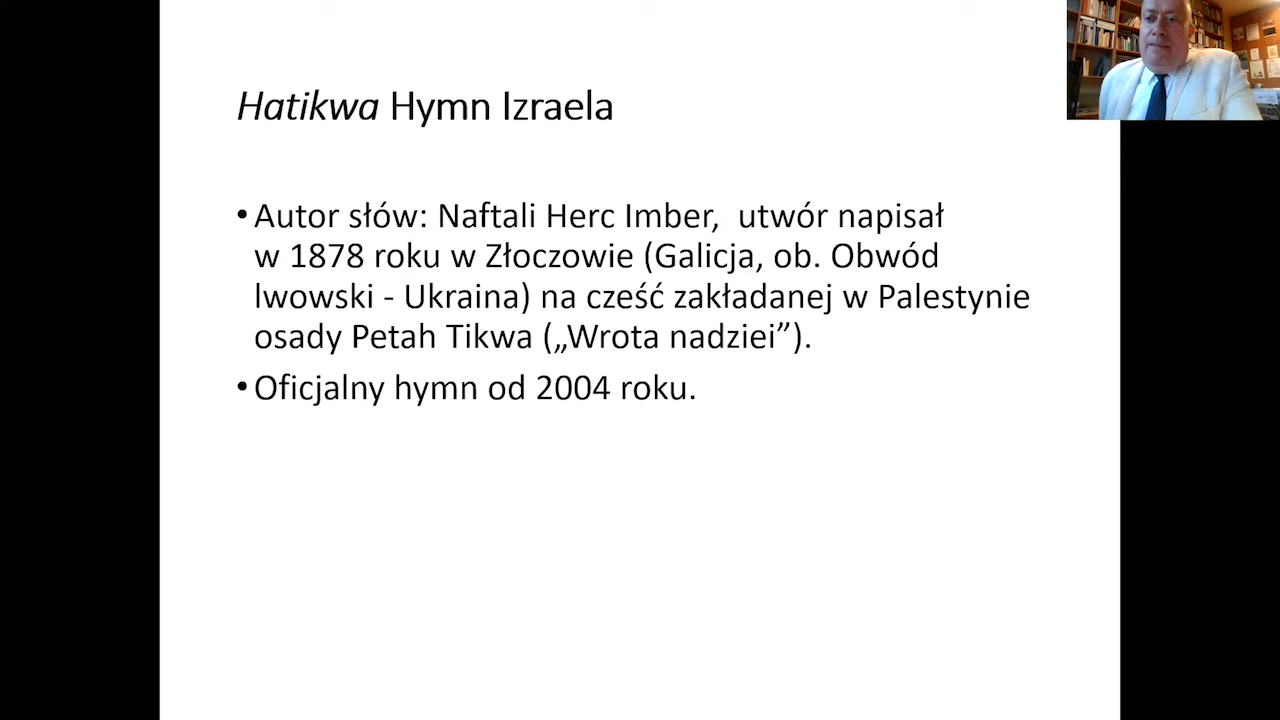 Hatikwa Hymn Izraela
•Autor słów: Naftali Herc Imber, utwór napisał
w 1878 roku w Złoczowie (Galicja, ob. Obwód
lwowski - Ukraina) na cześć zakładanej w Palestynie
osady Petah Tikwa („Wrota nadziei”).
•Oficjalny hymn od 2004 roku.